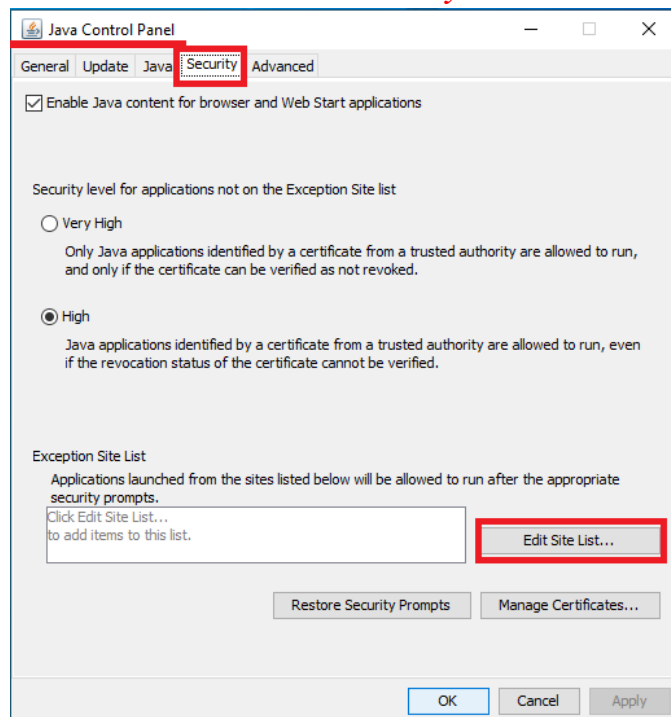 Java Control Panel
General Update Java Security Advanced
Enable Java content for browser and Web Start applications
Security level for applications not on the Exception Site list
Very High
Only Java applications identified by a certificate from a trusted authority are allowed to run,
and only if the certificate can be verified as not revoked.
High
Java applications identified by a certificate from a trusted authority are allowed to run, even
if the revocation status of the certificate cannot be verified.
Exception Site List
Applications launched from the sites listed below will be allowed to run after the appropriate
security prompts.
Click Edit Site List...
to add items to this list.
Edit Site List...
Restore Security Prompts Manage Certificates...
OK Cancel Apply